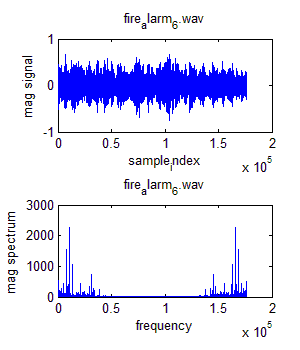 fire_alarm_6.wav
1
0
-1
mag signal
0 0.5 1 1.5 2
sample_index
x 10^5
fire_alarm_6.wav
3000
2000
1000
0
mag spectrum
0 0.5 1 1.5 2
frequency
x 10^5